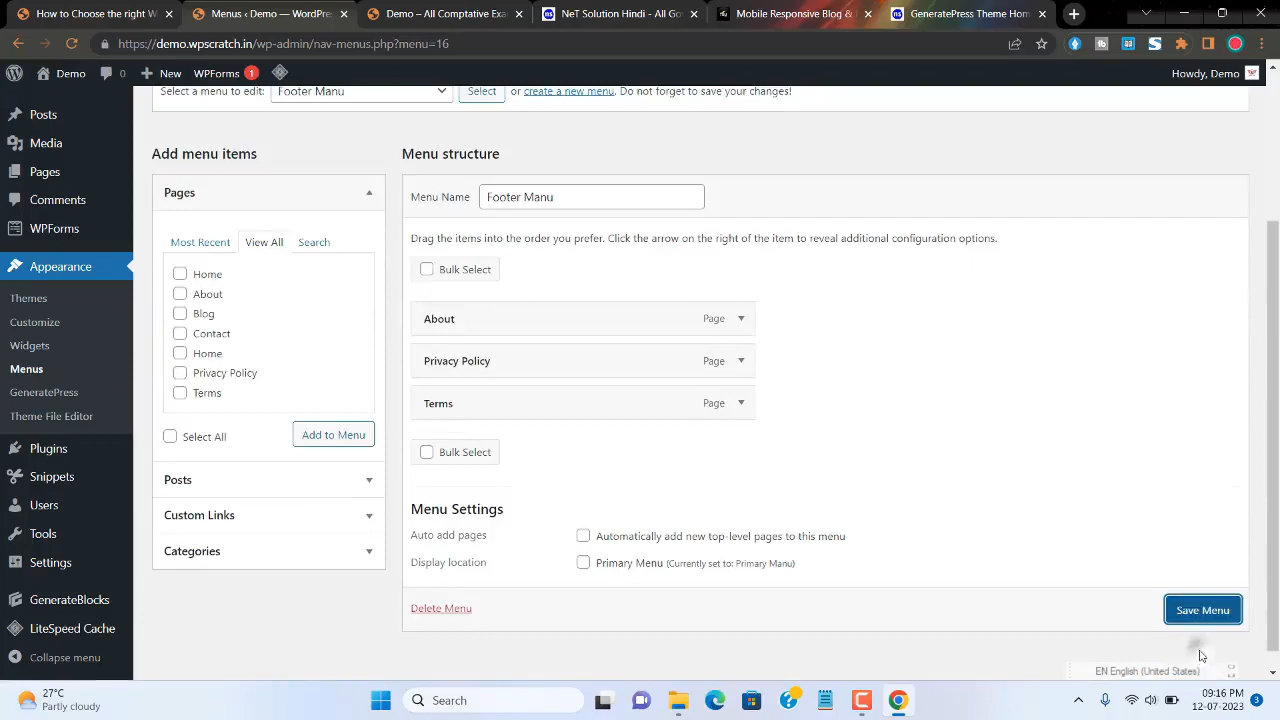 How to Choose the right W
Menus ‹ Demo — WordPres
Demo – All Comptative Exam
NeT Solution Hindi - All Gov
Mobile Responsive Blog &
GeneratePress Theme Hom
https://demo.wpscratch.in/wp-admin/nav-menus.php?menu=16
Demo 0 New WPForms 1
Howdy, Demo
Select a menu to edit: Footer Manu Select or create a new menu. Do not forget to save your changes!
Posts
Media
Pages
Comments
WPForms
Appearance
Themes
Customize
Widgets
Menus
GeneratePress
Theme File Editor
Plugins
Snippets
Users
Tools
Settings
GenerateBlocks
LiteSpeed Cache
Collapse menu
Add menu items
Pages
Most Recent View All Search
Home
About
Blog
Contact
Home
Privacy Policy
Terms
Select All Add to Menu
Posts
Custom Links
Categories
Menu structure
Menu Name Footer Manu
Drag the items into the order you prefer. Click the arrow on the right of the item to reveal additional configuration options.
Bulk Select
About Page
Privacy Policy Page
Terms Page
Bulk Select
Menu Settings
Auto add pages Automatically add new top-level pages to this menu
Display location Primary Menu (Currently set to: Primary Manu)
Delete Menu Save Menu
EN English (United States)
27°C
Partly cloudy
Search
09:16 PM
12-07-2023
3